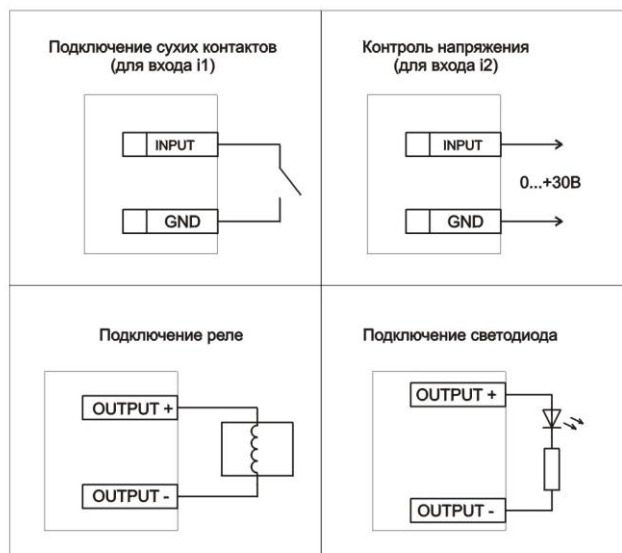 Подключение сухих контактов
(для входа i1)
INPUT
GND
Контроль напряжения
(для входа i2)
INPUT
0...+30В
GND
Подключение реле
OUTPUT +
OUTPUT -
Подключение светодиода
OUTPUT +
OUTPUT -